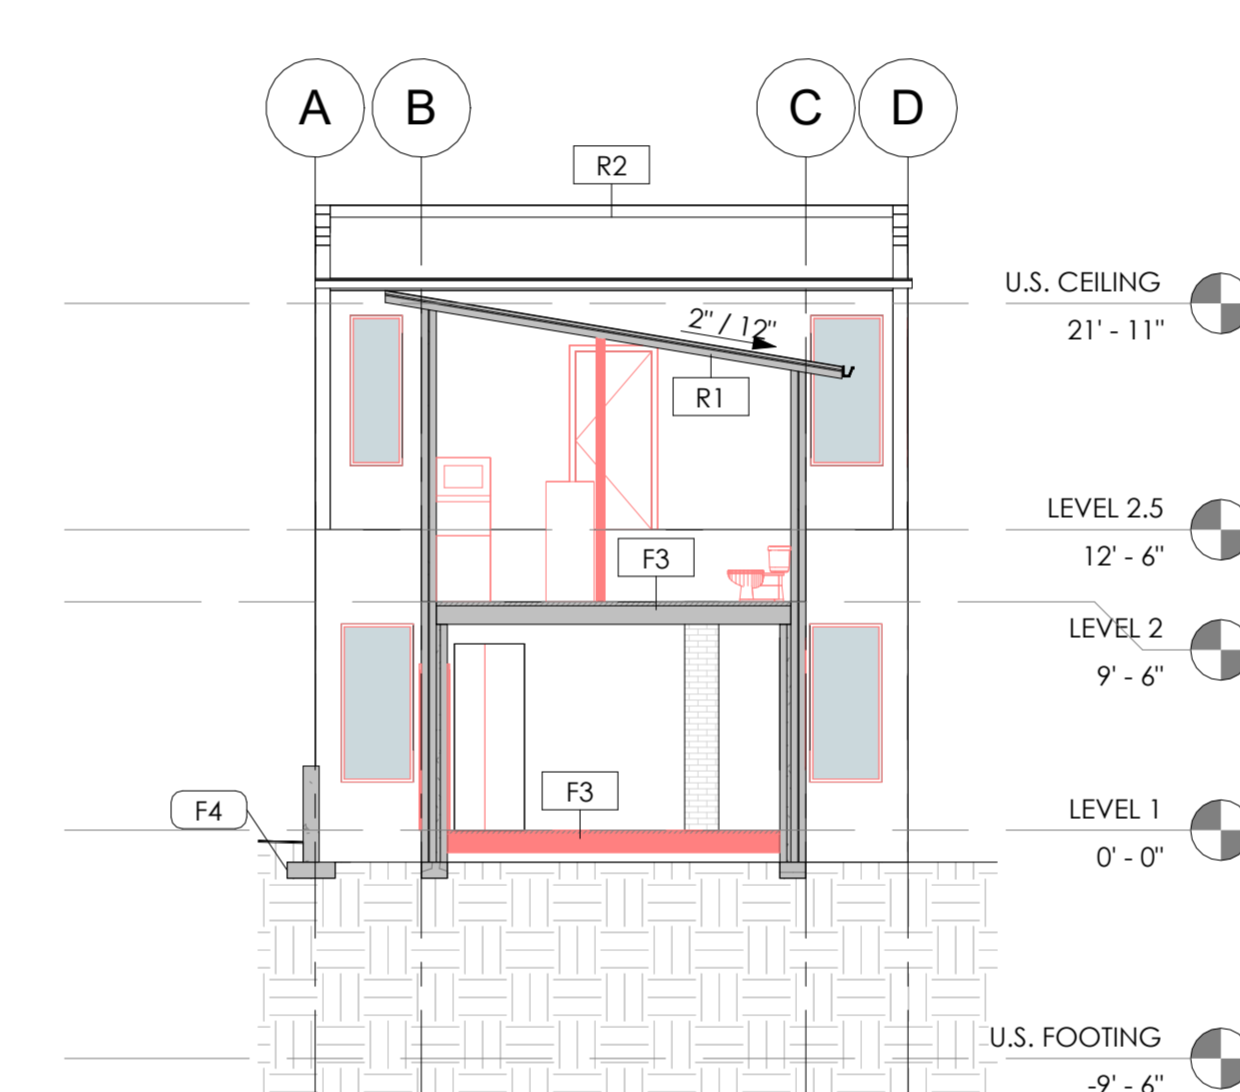 A B C D
R2
U.S. CEILING
21' - 11"
2" / 12"
R1
LEVEL 2.5
12' - 6"
F3
LEVEL 2
9' - 6"
F3
F4
LEVEL 1
0' - 0"
U.S. FOOTING
-9' - 6"